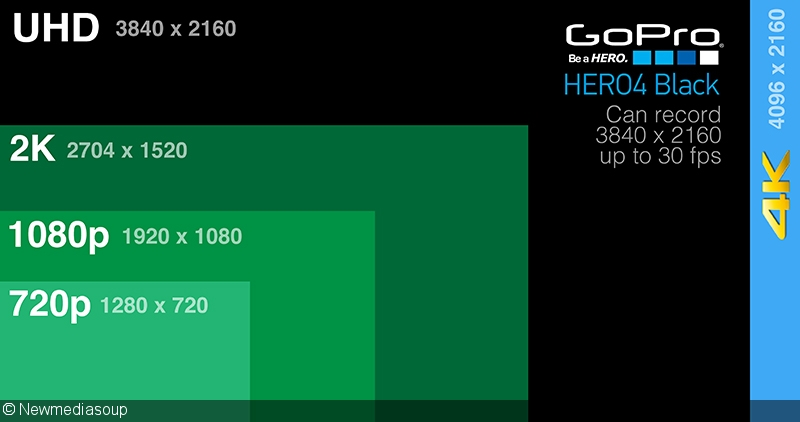 UHD 3840 x 2160
GoPro
Be a HERO.
HERO4 Black
Can record
3840 x 2160
up to 30 fps
4K 4096 x 2160
2K 2704 x 1520
1080p 1920 x 1080
720p 1280 x 720
© Newmediasoup